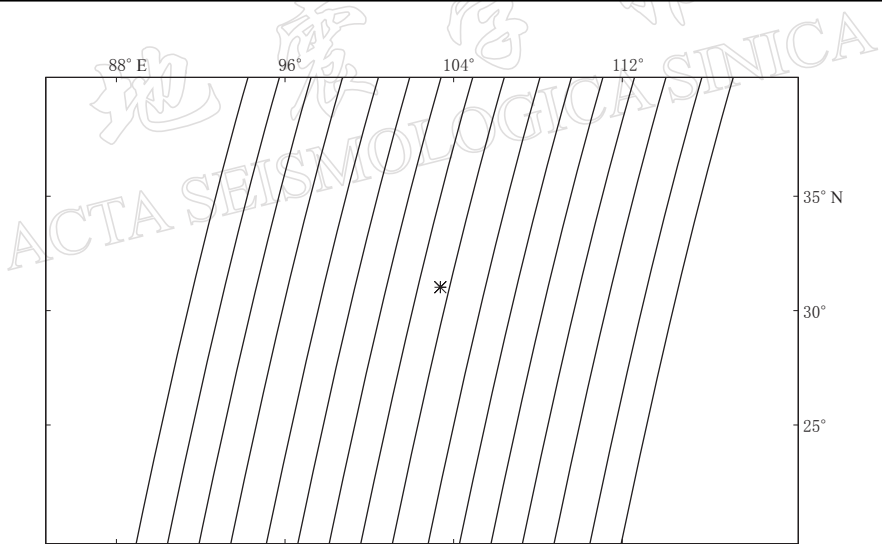 地震学报
ACTA SEISMOLOGICA SINICA
88° E 96° 104° 112°
35° N
30°
25°